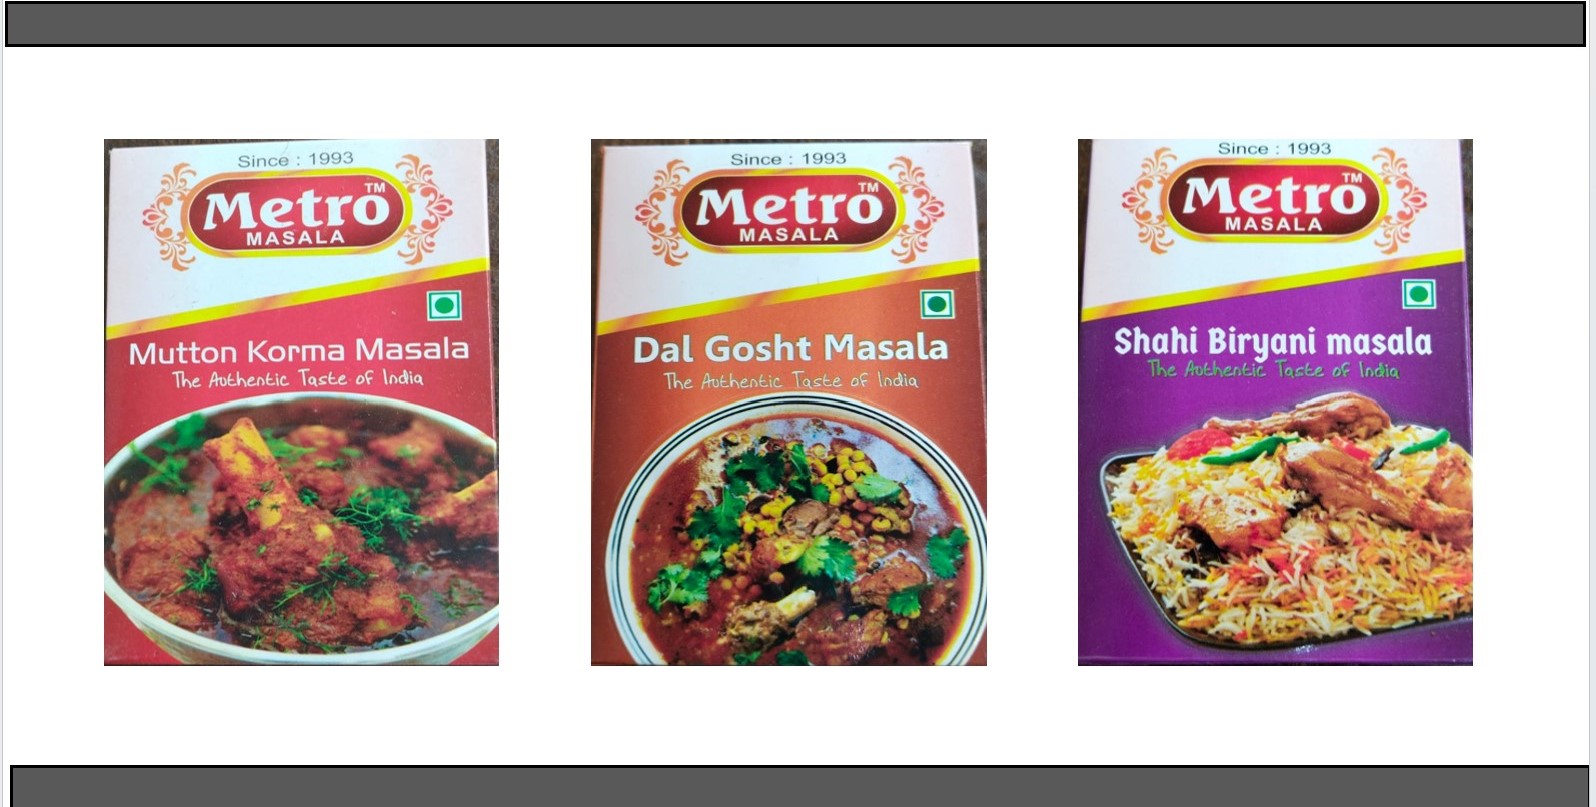 Since : 1993
Metro TM
MASALA
Mutton Korma Masala
The Authentic Taste of India
Since : 1993
Metro TM
MASALA
Dal Gosht Masala
The Authentic Taste of India
Since : 1993
Metro TM
MASALA
Shahi Biryani masala
The Authentic Taste of India